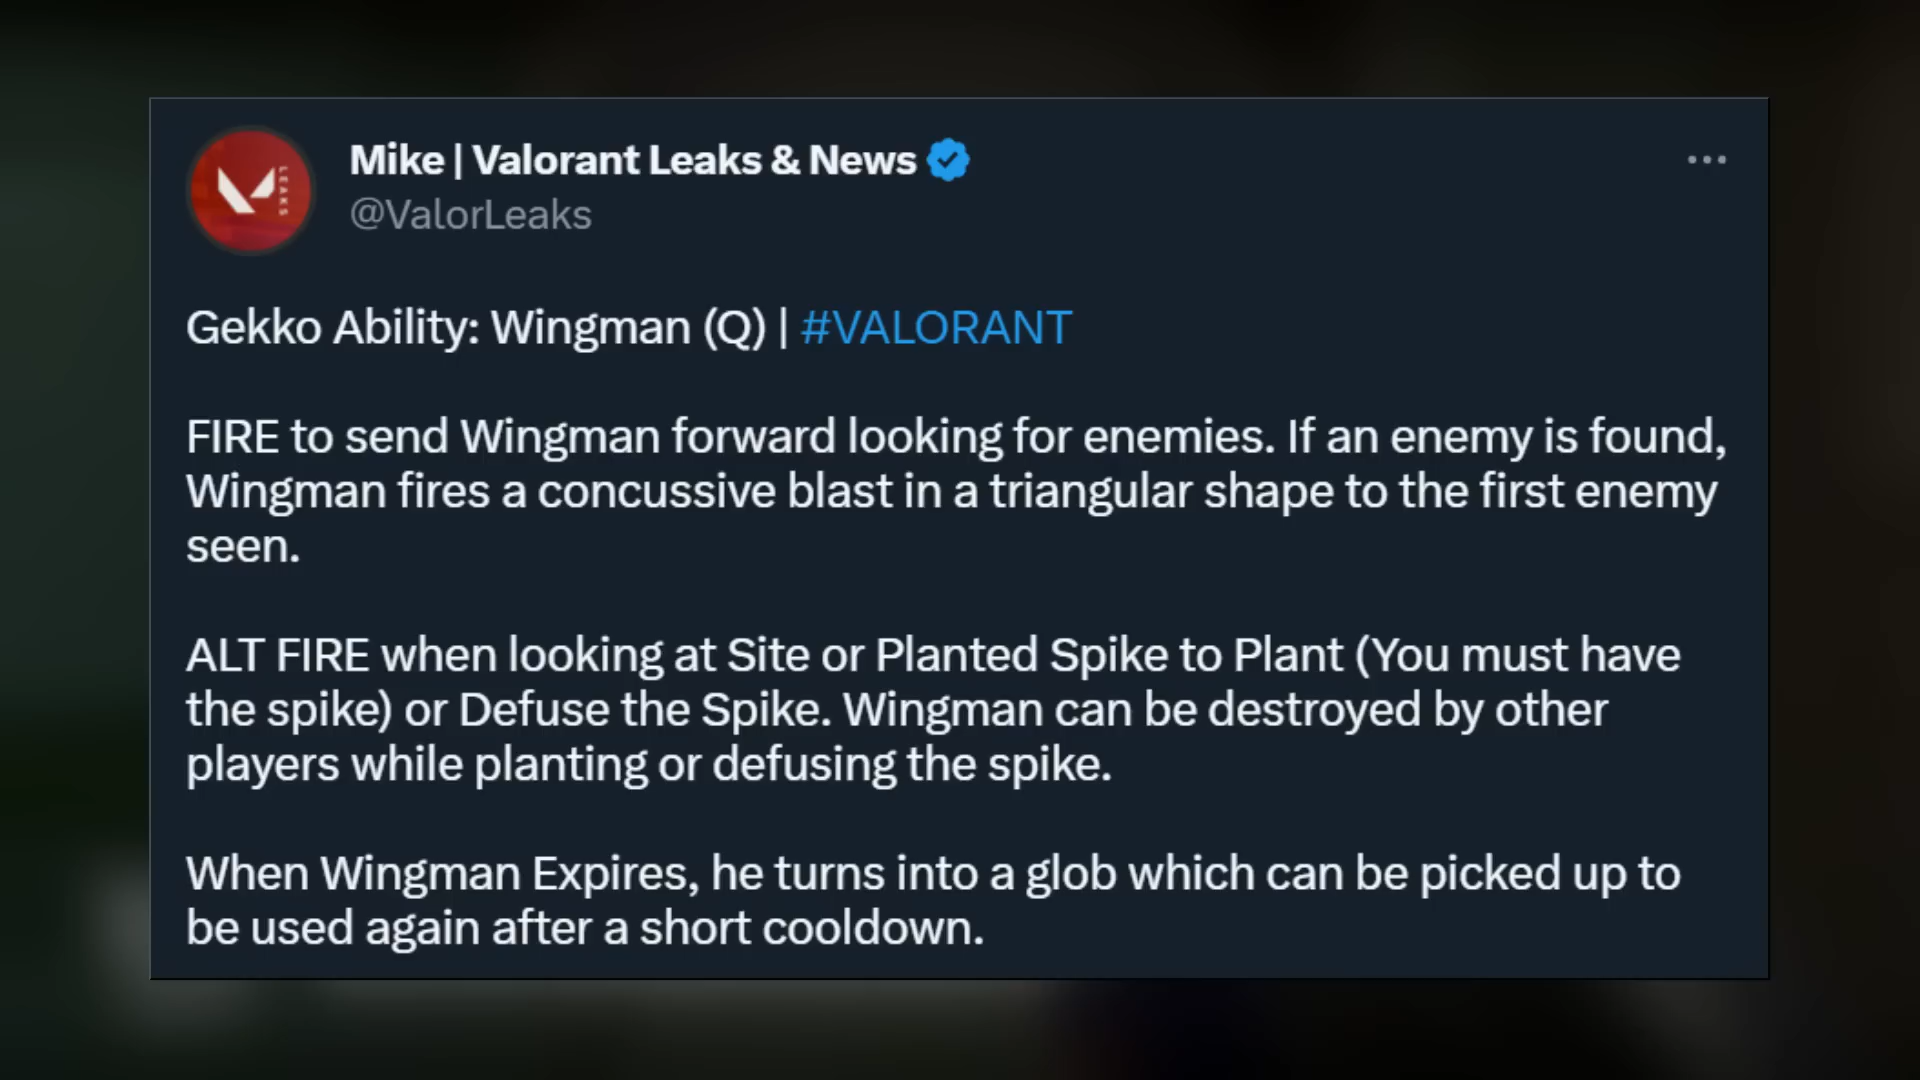 LEAKS
Mike | Valorant Leaks & News
@ValorLeaks
Gekko Ability: Wingman (Q) | #VALORANT
FIRE to send Wingman forward looking for enemies. If an enemy is found,
Wingman fires a concussive blast in a triangular shape to the first enemy
seen.
ALT FIRE when looking at Site or Planted Spike to Plant (You must have
the spike) or Defuse the Spike. Wingman can be destroyed by other
players while planting or defusing the spike.
When Wingman Expires, he turns into a glob which can be picked up to
be used again after a short cooldown.